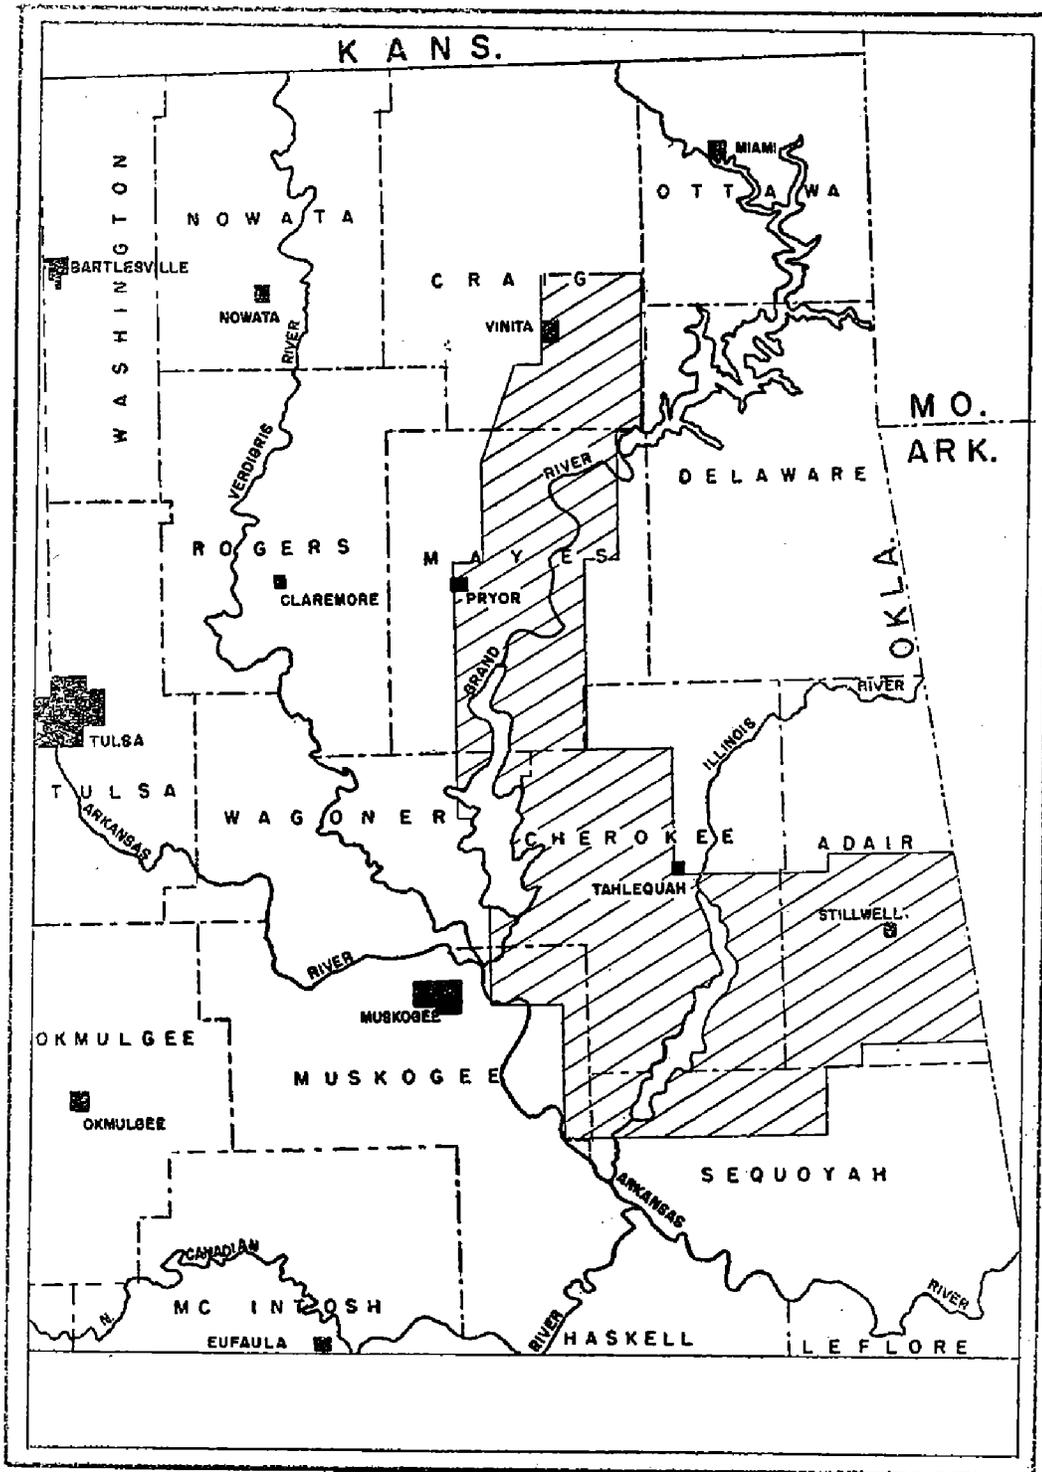 KANS.
MIAMI
OTTAWA
WASHINGTON
NOWATA
BARTLESVILLE
CRAIG
NOWATA
VINITA
RIVER
MO.
ARK.
VERDIGRIS
RIVER
DELAWARE
ROGERS
MAYES
OKLA.
CLAREMORE
PRYOR
GRAND
RIVER
TULSA
ILLINOIS
TULSA
WAGONER
ARKANSAS
CHEROKEE
ADAIR
TAHLEQUAH
STILLWELL
RIVER
MUSKOGEE
OKMULGEE
MUSKOGEE
OKMULGEE
SEQUOYAH
ARKANSAS
CANADIAN
N.
MC INTOSH
RIVER
EUFAULA
RIVER
HASKELL
LEFLORE